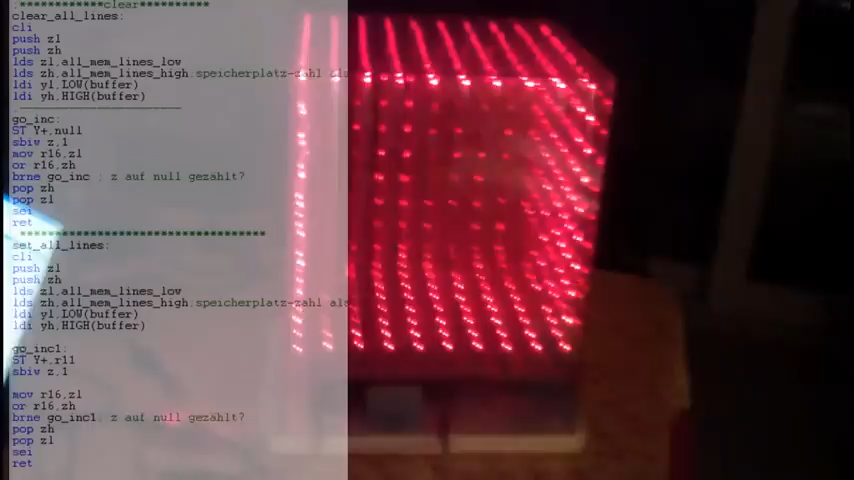 ;************clear**********
clear_all_lines:
cli
push zl
push zh
lds zl,all_mem_lines_low
lds zh,all_mem_lines_high;speicherplatz-zahl als
ldi yl,LOW(buffer)
ldi yh,HIGH(buffer)
go_inc:
ST Y+,null
sbiw z,1
mov r16,zl
or r16,zh
brne go_inc ; z auf null gezählt?
pop zh
pop zl
sei
ret
;**********************************
set_all_lines:
cli
push zl
push zh
lds zl,all_mem_lines_low
lds zh,all_mem_lines_high;speicherplatz-zahl als
ldi yl,LOW(buffer)
ldi yh,HIGH(buffer)
go_inc1:
ST Y+,r11
sbiw z,1
mov r16,zl
or r16,zh
brne go_inc1; z auf null gezählt?
pop zh
pop zl
sei
ret